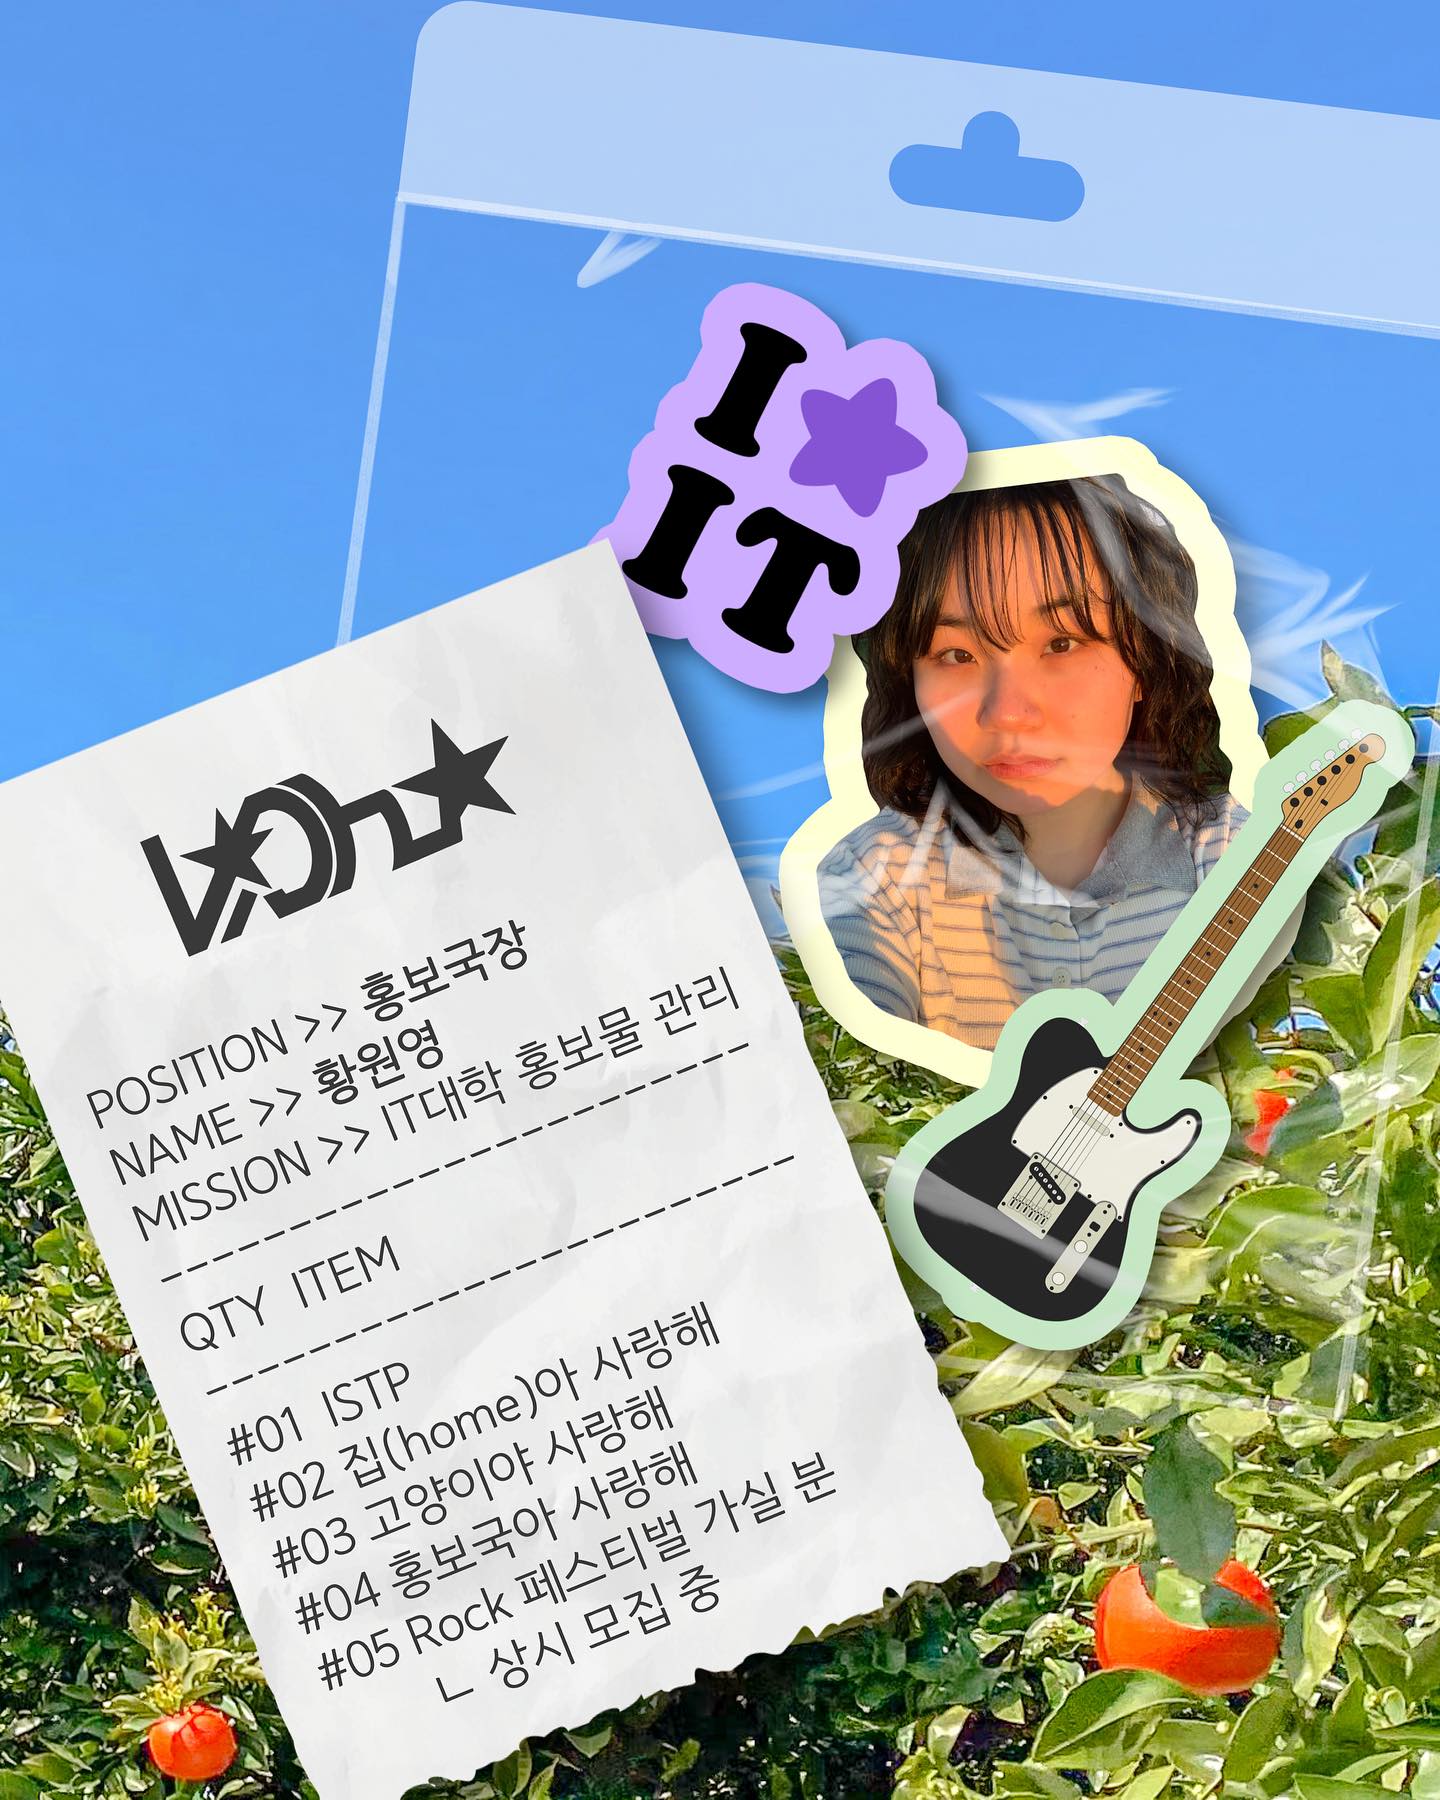 I
IT
POSITION >> 홍보국장
NAME >> 황원영
MISSION >> IT대학 홍보물 관리
QTY ITEM
#01 ISTP
#02 집(home)아 사랑해
#03 고양이야 사랑해
#04 홍보국아 사랑해
#05 Rock 페스티벌 가실 분
ㄴ 상시 모집 중